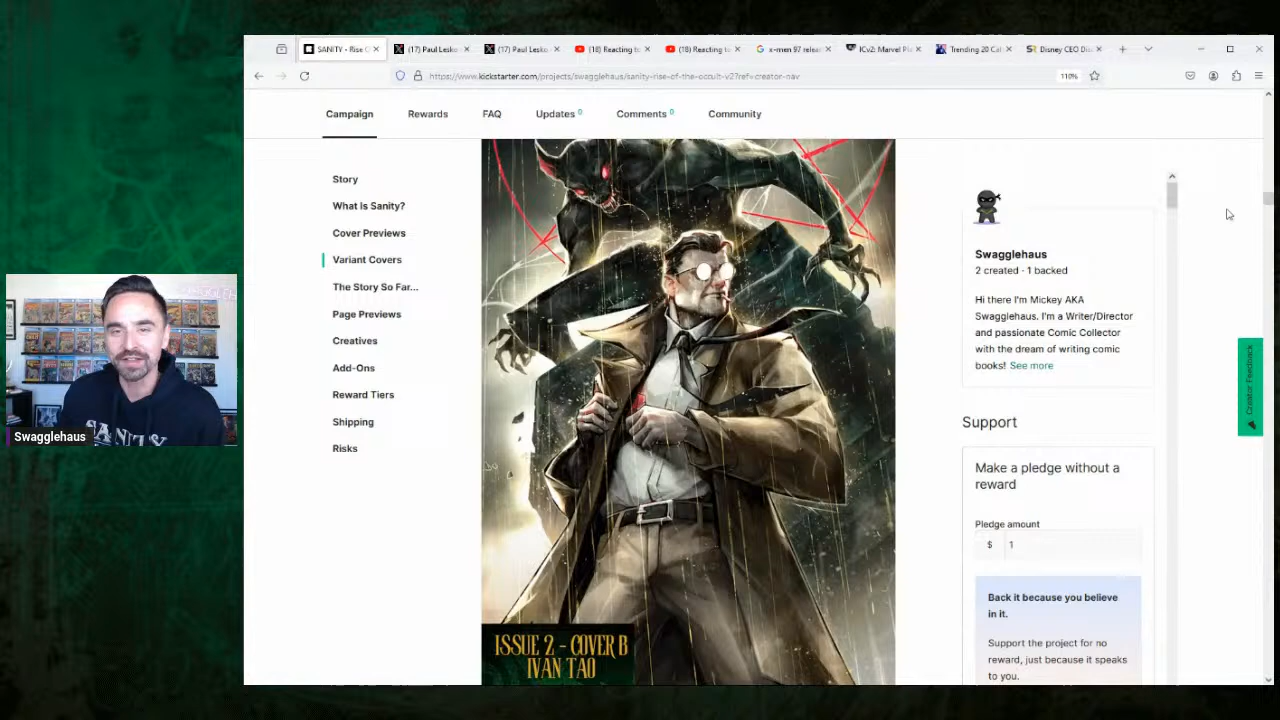 SANITY - Rise O
(17) Paul Lesko
(17) Paul Lesko
(18) Reacting to
(18) Reacting to
x-men 97 relea
ICv2: Marvel Pl
Trending 20 Cal
Disney CEO Di
https://www.kickstarter.com/projects/swagglehaus/sanity-rise-of-the-occult-v2?ref=creator-nav
110%
Campaign
Rewards
FAQ
Updates 0
Comments 0
Community
Story
What Is Sanity?
Cover Previews
Variant Covers
The Story So Far...
Page Previews
Creatives
Add-Ons
Reward Tiers
Shipping
Risks
ISSUE 2 - COVER B
IVAN TAO
Swagglehaus
2 created · 1 backed
Hi there I'm Mickey AKA
Swagglehaus. I'm a Writer/Director
and passionate Comic Collector
with the dream of writing comic
books! See more
Support
Make a pledge without a
reward
Pledge amount
$ 1
Back it because you believe
in it.
Support the project for no
reward, just because it speaks
to you.
Creator Feedback
SANITY
Swagglehaus